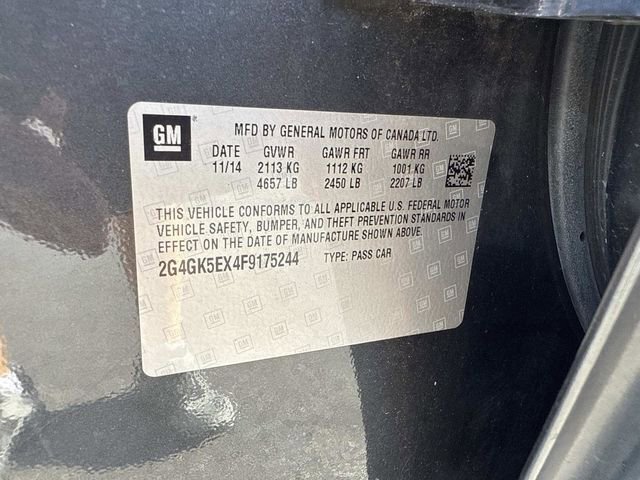 GM
MFD BY GENERAL MOTORS OF CANADA LTD.
DATE GVWR GAWR FRT GAWR RR
11/14 2113 KG 1112 KG 1001 KG
4657 LB 2450 LB 2207 LB
THIS VEHICLE CONFORMS TO ALL APPLICABLE U.S. FEDERAL MOTOR
VEHICLE SAFETY, BUMPER, AND THEFT PREVENTION STANDARDS IN
EFFECT ON THE DATE OF MANUFACTURE SHOWN ABOVE.
2G4GK5EX4F9175244 TYPE: PASS CAR